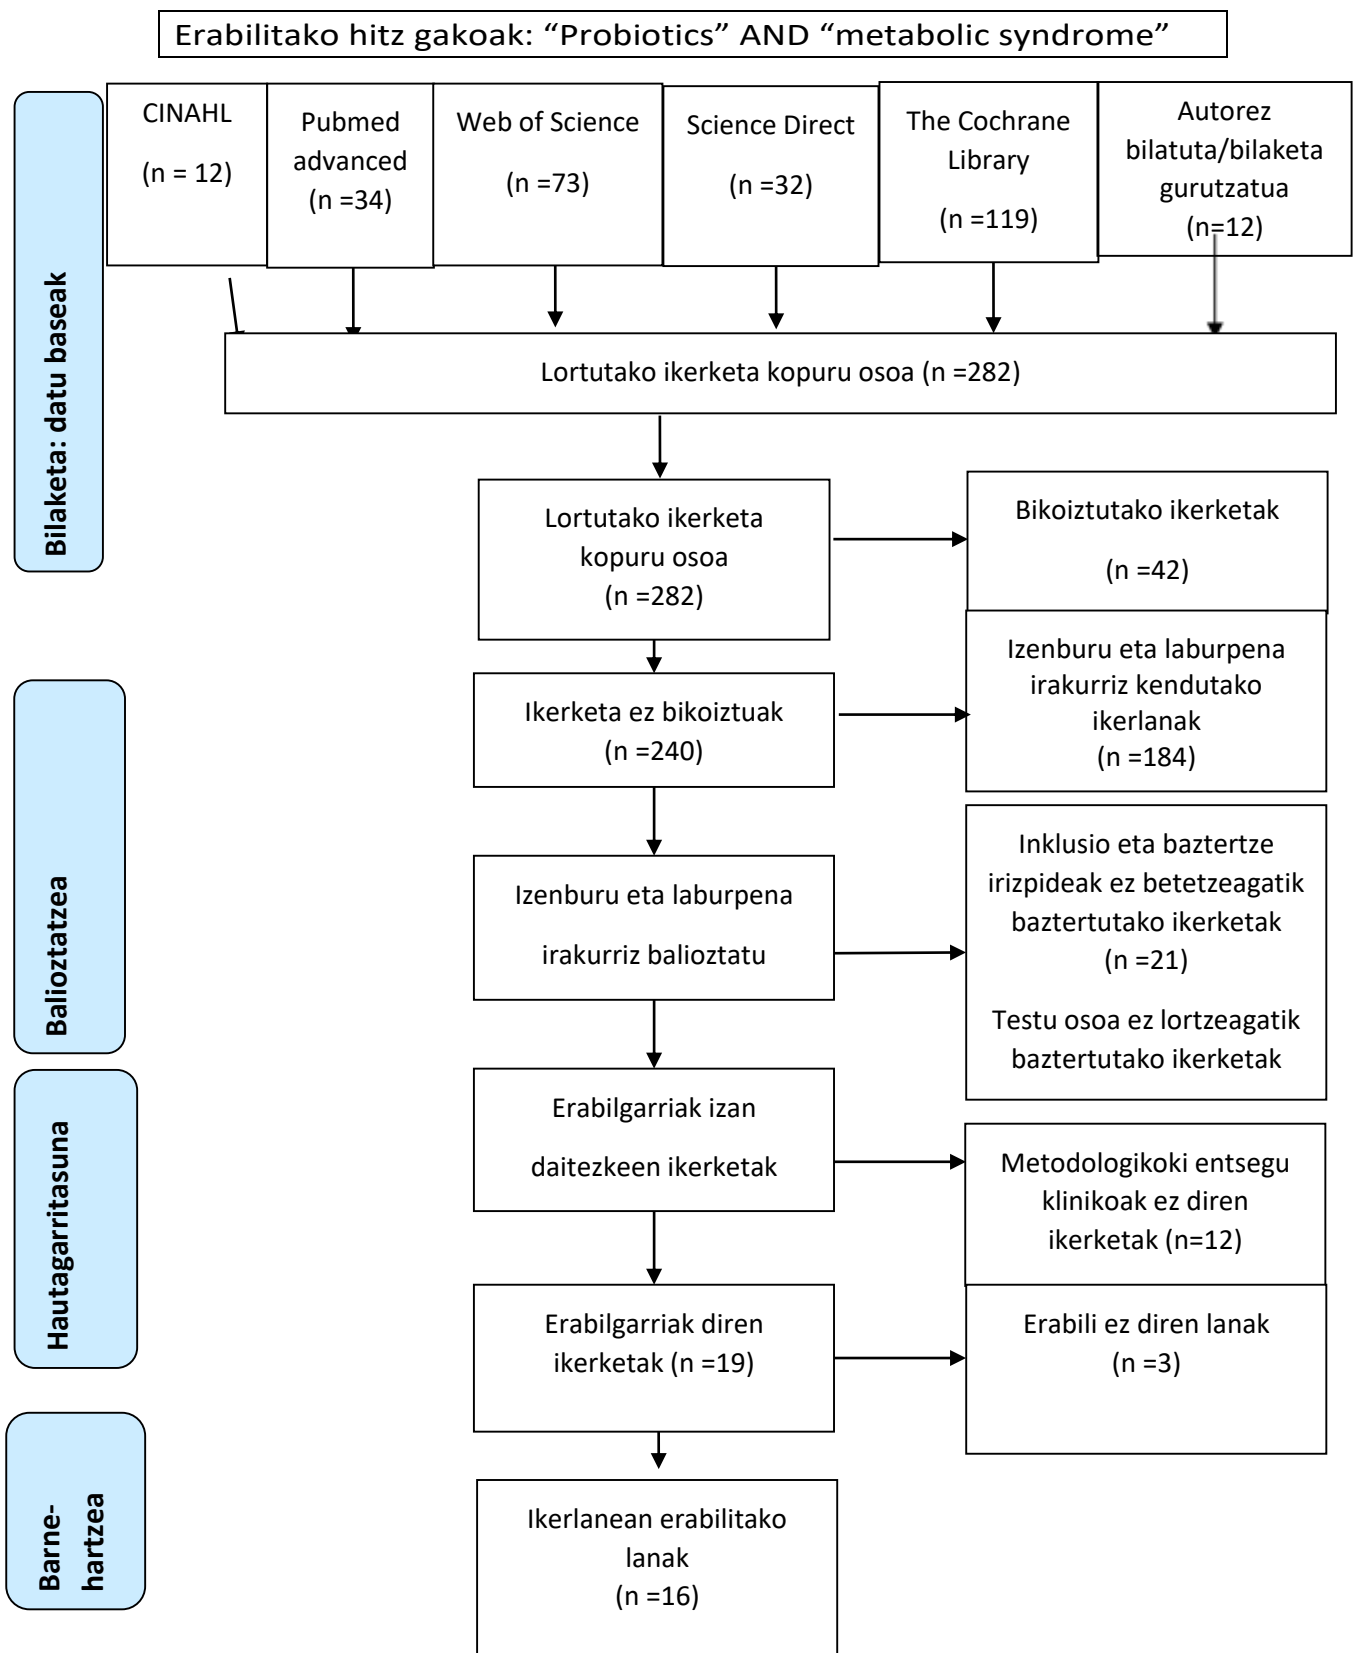 Erabilitako hitz gakoak: “Probiotics” AND “metabolic syndrome”
Bilaketa: datu baseak
CINAHL
(n = 12)
Pubmed
advanced
(n =34)
Web of Science
(n =73)
Science Direct
(n =32)
The Cochrane
Library
(n =119)
Autorez
bilatuta/bilaketa
gurutzatua
(n=12)
Lortutako ikerketa kopuru osoa (n =282)
Lortutako ikerketa
kopuru osoa
(n =282)
Bikoiztutako ikerketak
(n =42)
Balioztatzea
Ikerketa ez bikoiztuak
(n =240)
Izenburu eta laburpena
irakurriz kendutako
ikerlanak
(n =184)
Izenburu eta laburpena
irakurriz balioztatu
Inklusio eta baztertze
irizpideak ez betetzeagatik
baztertutako ikerketak
(n =21)
Testu osoa ez lortzeagatik
baztertutako ikerketak
Hautagarritasuna
Erabilgarriak izan
daitezkeen ikerketak
Metodologikoki entsegu
klinikoak ez diren
ikerketak (n=12)
Erabilgarriak diren
ikerketak (n =19)
Erabili ez diren lanak
(n =3)
Barne-
hartzea
Ikerlanean erabilitako
lanak
(n =16)